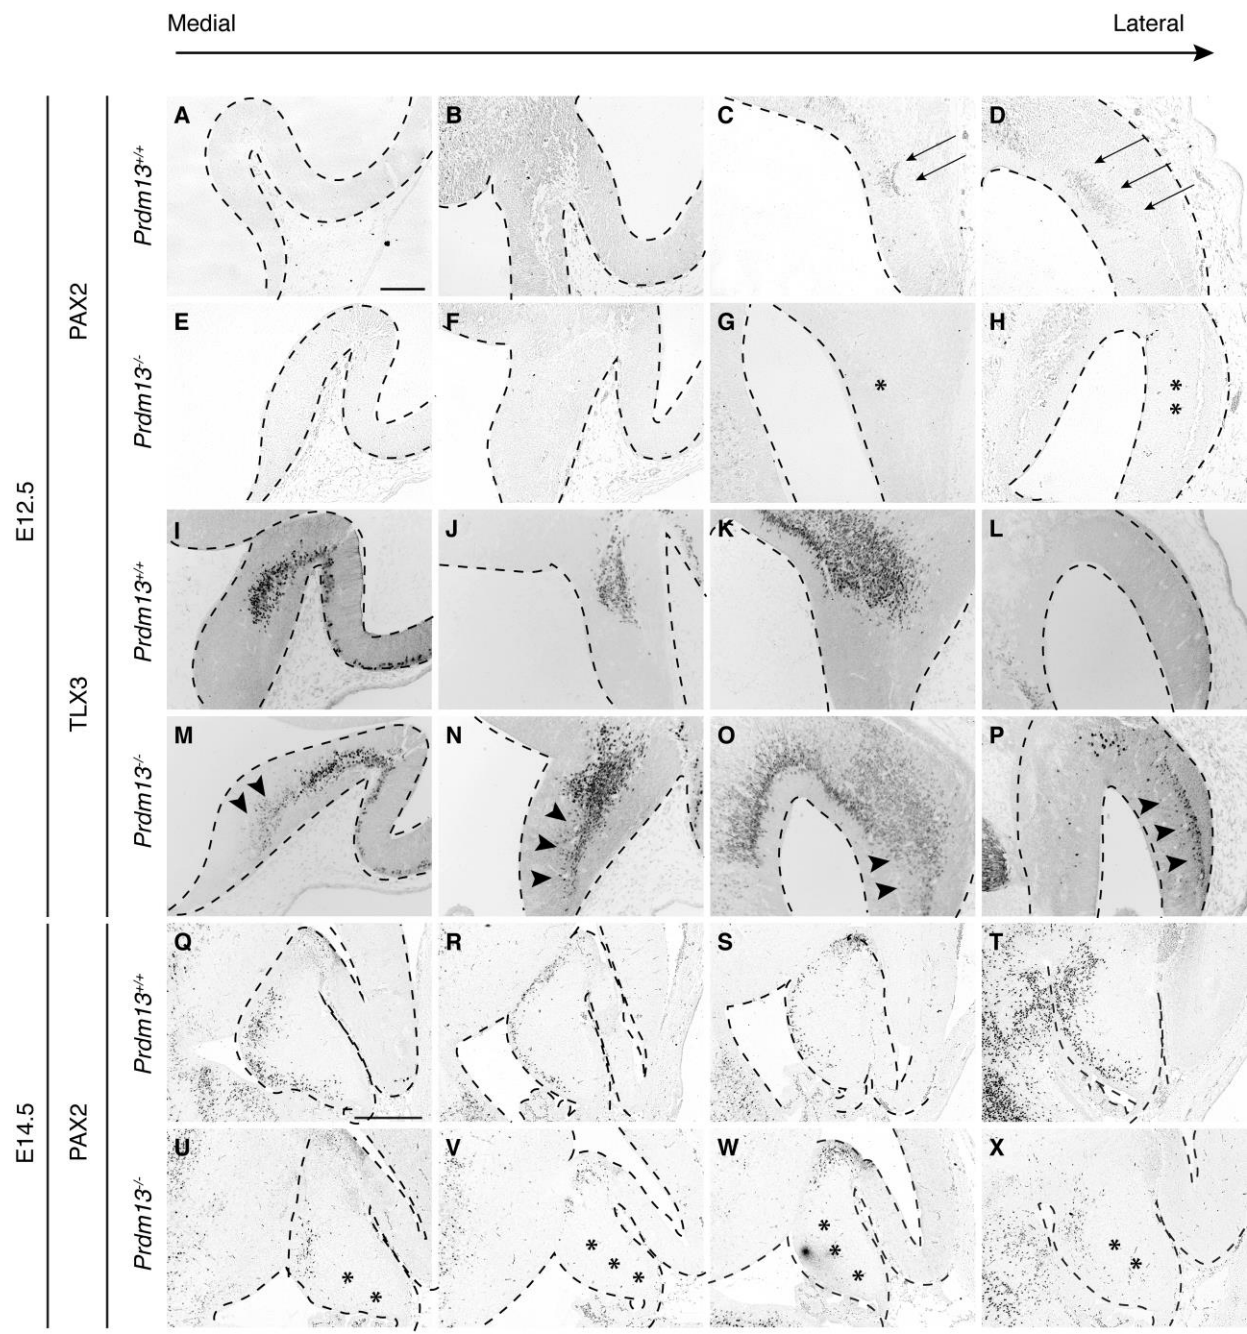 Medial
Lateral
E12.5
PAX2
Prdm13+/+
A
B
C
D
Prdm13-/-
E
F
G
*
H
*
*
TLX3
Prdm13+/+
I
J
K
L
Prdm13-/-
M
N
O
P
E14.5
PAX2
Prdm13+/+
Q
R
S
T
Prdm13-/-
U
*
*
V
*
*
*
W
*
*
*
X
*
*